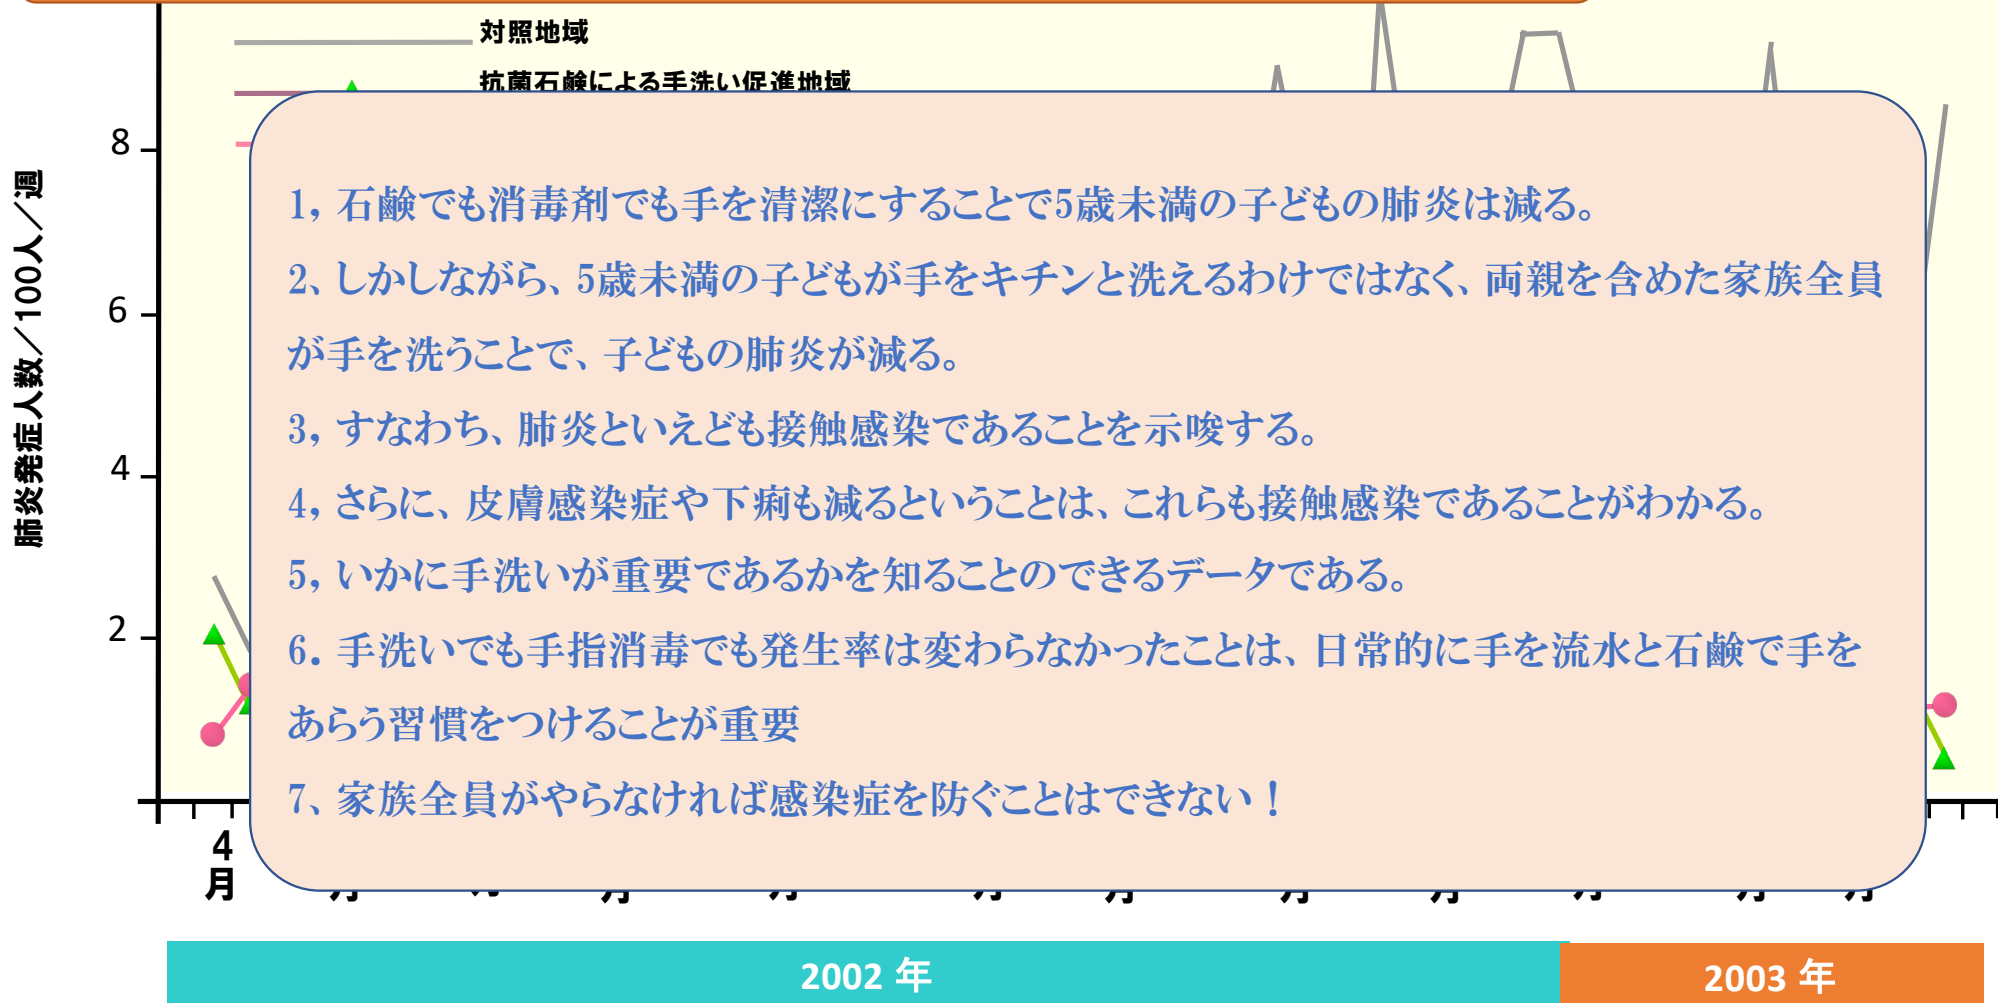 対照地域
抗菌石鹸による手洗い促進地域
8
6
4
2
肺炎発症人数／100人／週
1, 石鹸でも消毒剤でも手を清潔にすることで5歳未満の子どもの肺炎は減る。
2、しかしながら、5歳未満の子どもが手をキチンと洗えるわけではなく、両親を含めた家族全員
が手を洗うことで、子どもの肺炎が減る。
3, すなわち、肺炎といえども接触感染であることを示唆する。
4, さらに、皮膚感染症や下痢も減るということは、これらも接触感染であることがわかる。
5, いかに手洗いが重要であるかを知ることのできるデータである。
6. 手洗いでも手指消毒でも発生率は変わらなかったことは、日常的に手を流水と石鹸で手を
あらう習慣をつけることが重要
7、家族全員がやらなければ感染症を防ぐことはできない！
4月
月 月 月 月 月 月 月 月 月 月 月
2002 年
2003 年